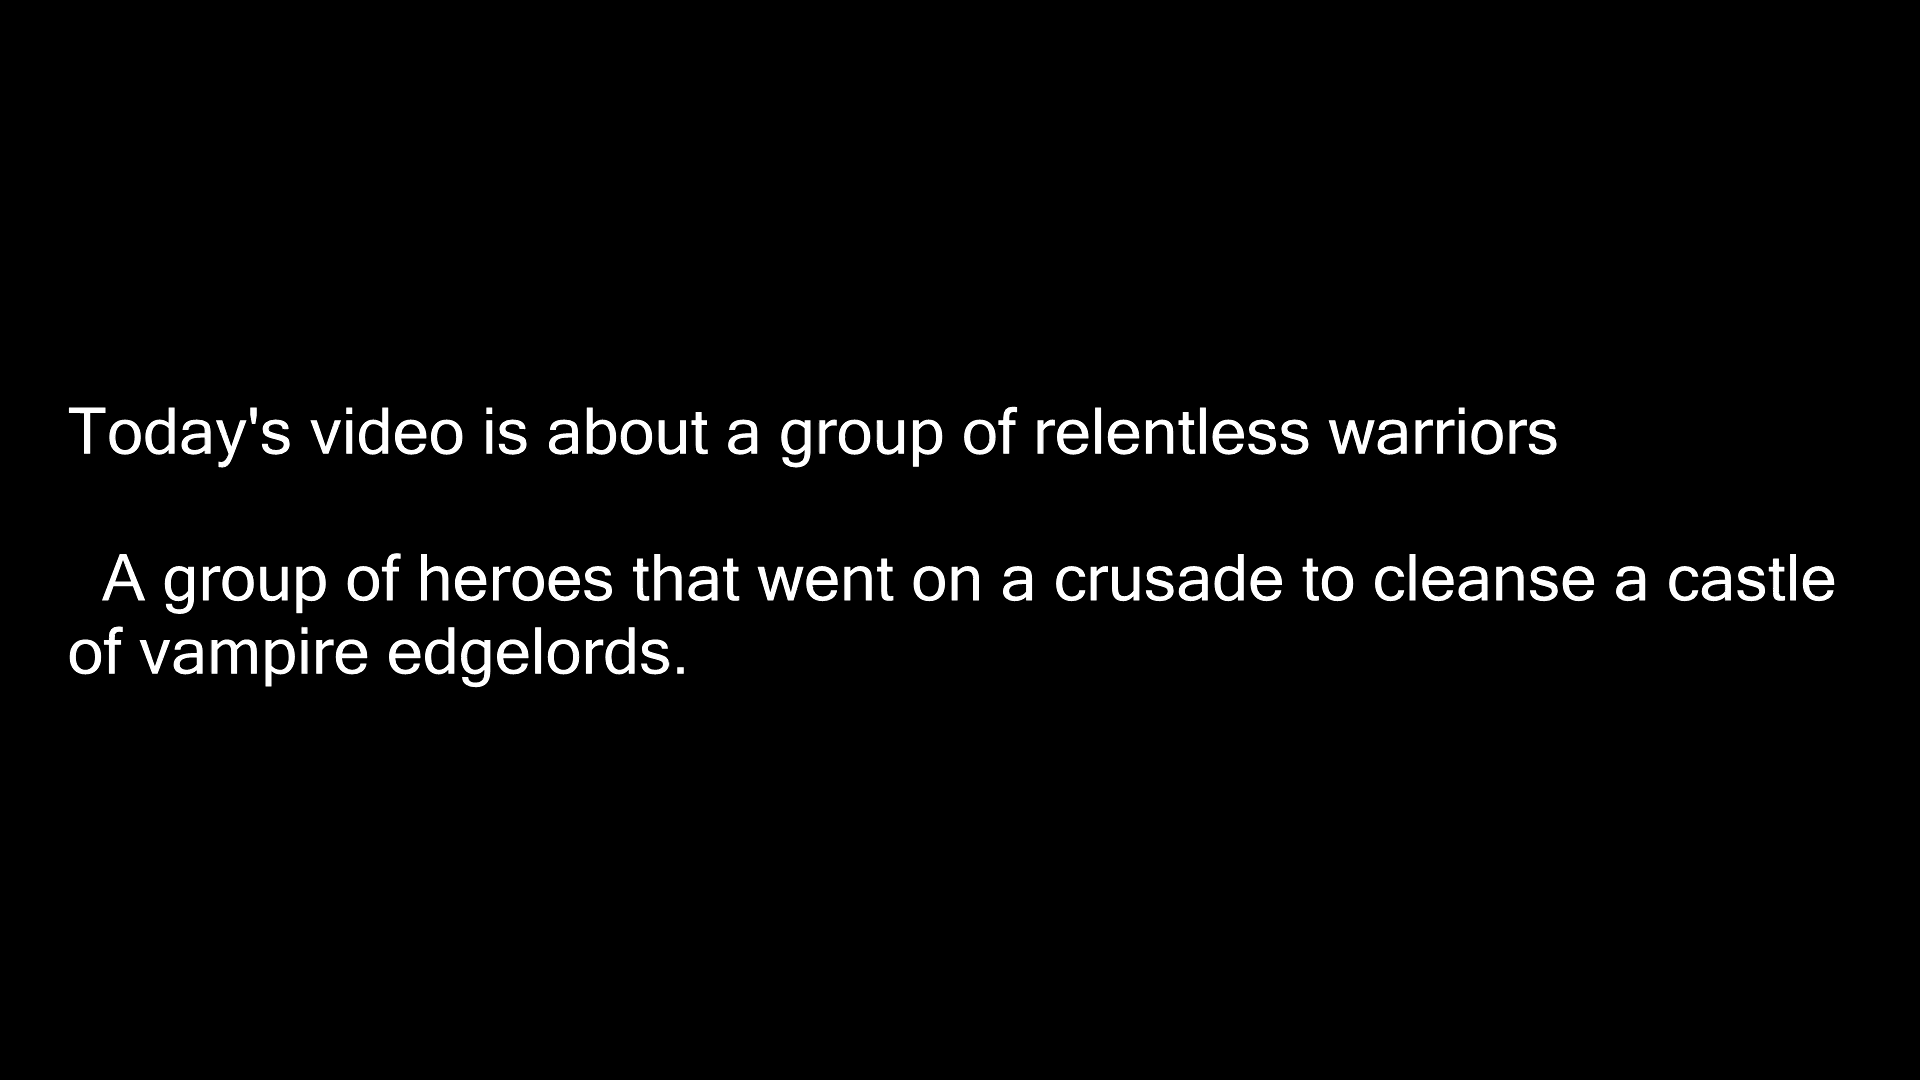 Today's video is about a group of relentless warriors
A group of heroes that went on a crusade to cleanse a castle
of vampire edgelords.